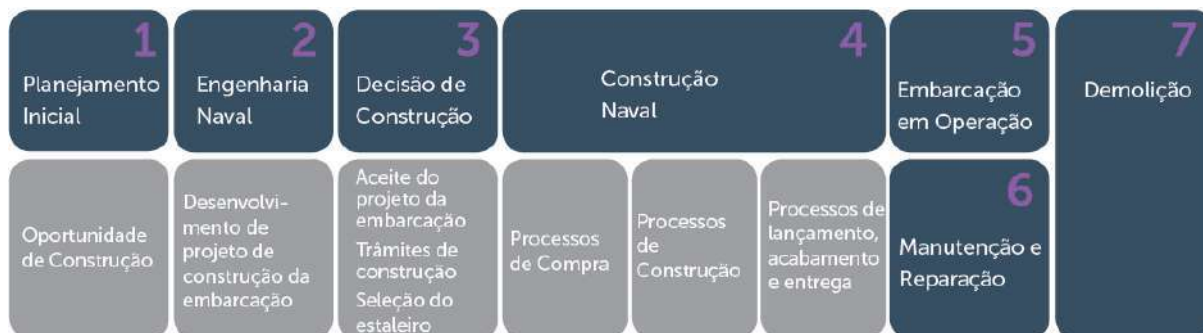 1
Planejamento
Inicial
2
Engenharia
Naval
3
Decisão de
Construção
4
Construção
Naval
5
Embarcação
em Operação
7
Demolição
Oportunidade
de Construção
Desenvolvi-
mento de
projeto de
construção da
embarcação
Aceite do
projeto da
embarcação
Trâmites de
construção
Seleção do
estaleiro
Processos
de Compra
Processos
de
Construção
Processos de
lançamento,
acabamento
e entrega
6
Manutenção e
Reparação